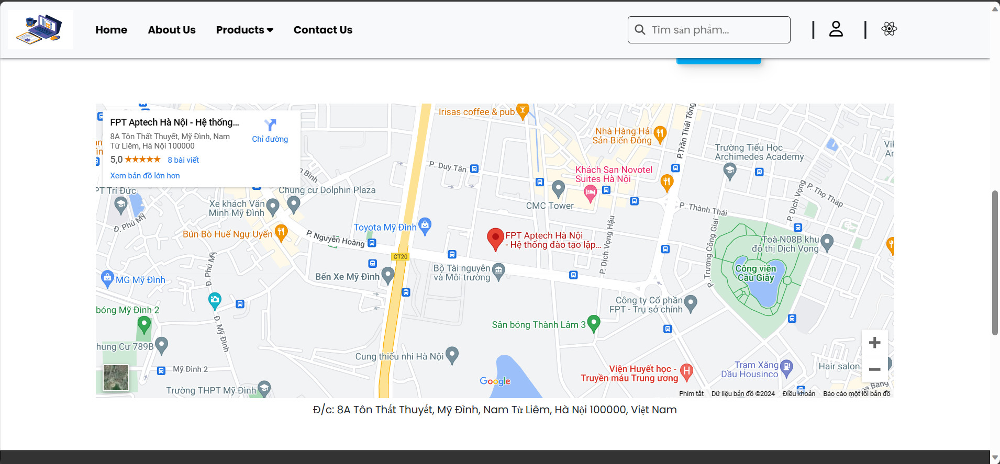 Home About Us Products Contact Us
Tìm sản phẩm...
FPT Aptech Hà Nội - Hệ thống...
8A Tôn Thất Thuyết, Mỹ Đình, Nam
Từ Liêm, Hà Nội 100000
5,0 8 bài viết
Xem bản đồ lớn hơn
Chỉ đường
Irisas coffee & pub
Nhà Hàng Hải
Sản Biển Đông
P.Trần Thái Tông
Trường Tiểu Học
Archimedes Academy
Vik
Ar
P. Duy Tân
Khách Sạn Novotel
Suites Hà Nội
n Bình
Chung cư Dolphin Plaza
PT Trí Đức
Xe khách Văn
Minh Mỹ Đình
CMC Tower
P. Thành Thái
P. Dịch Vọng
P. Thọ Tháp
Đ. Phú Mỹ
Toyota Mỹ Đình
Bún Bò Huế Ngự Uyển
P. Nguyễn Hoàng
FPT Aptech Hà Nội
- Hệ thống đào tạo lập...
P. Dịch Vọng Hậu
P. Trương Công Giai
Toà N08B khu
đô thị Dịch Vọng
CT20
Đ. Phú Mỹ
Bến Xe Mỹ Đình
Bộ Tài nguyên
và Môi trường
Công viên
Cầu Giấy
MG Mỹ Đình
Công ty Cổ phần
FPT - Trụ sở chính
bóng Mỹ Đình 2
Đ. Mỹ Đình
Sân bóng Thành Lâm 3
hung Cư 789B
Cung thiếu nhi Hà Nội
Mỹ Đình 2
Viện Huyết học -
Truyền máu Trung ương
Trạm Xăng
Dầu Housinco
Hair salon
Trường THPT Mỹ Đình
Google
Phím tắt Dữ liệu bản đồ ©2024 Điều khoản Báo cáo một lỗi bản đồ
Đ/c: 8A Tôn Thất Thuyết, Mỹ Đình, Nam Từ Liêm, Hà Nội 100000, Việt Nam